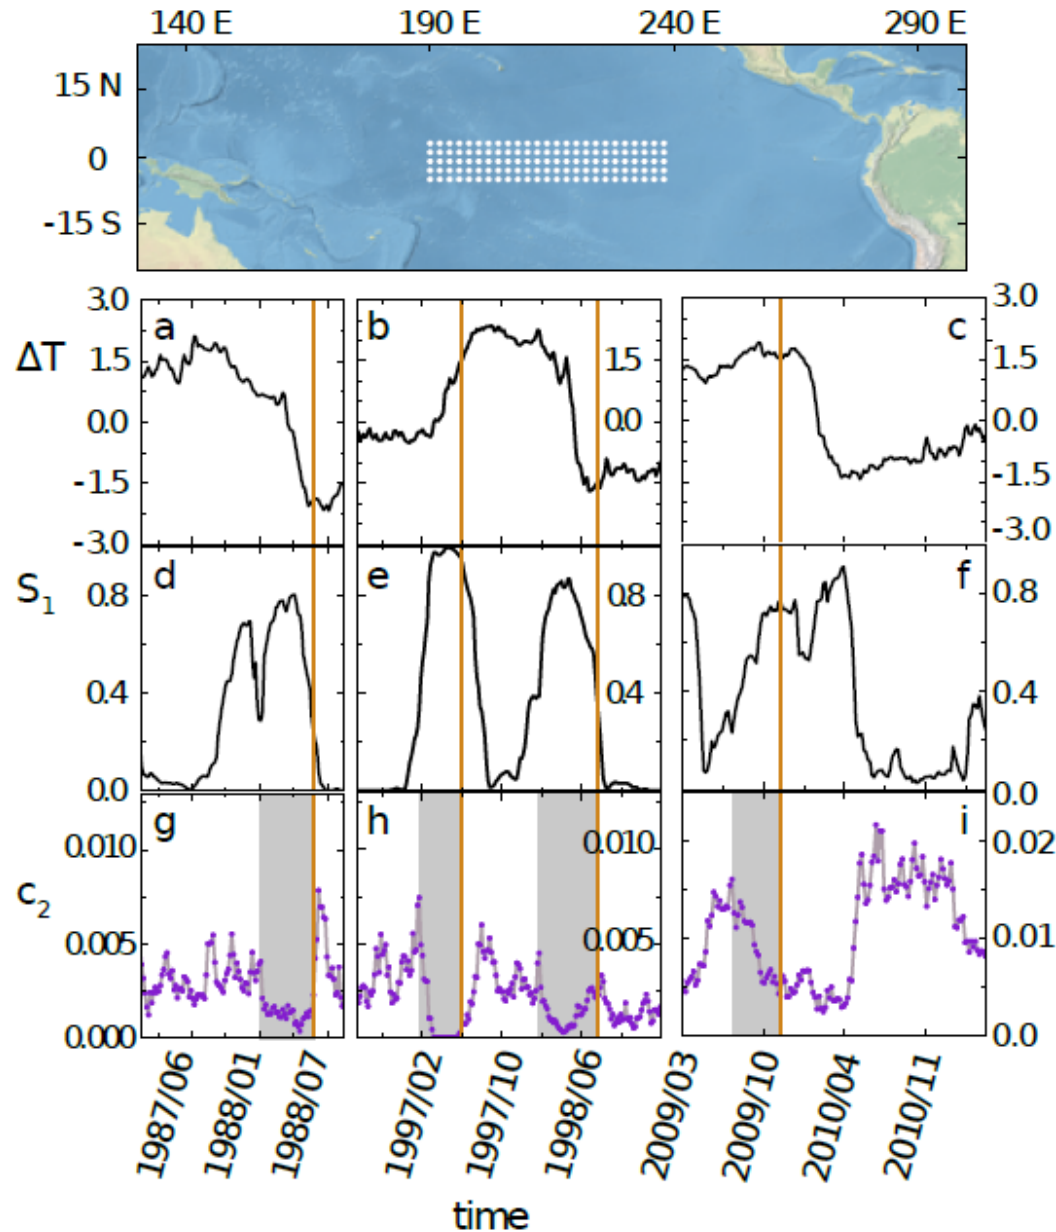 140 E 190 E 240 E 290 E
15 N
0
-15 S
3.0 a b c 3.0
ΔT 1.5 1.5 1.5
0.0 0.0 0.0
-1.5 -1.5
-3.0 -3.0
S1 d e f
0.8 0.8 0.8
0.4 0.4 0.4
0.0 0.0
0.0
g h i
0.010 0.010 0.02
c2
0.005 0.005 0.01
0.000 0.0
1987/06 1988/01 1988/07 1997/02 1997/10 1998/06 2009/03 2009/10 2010/04 2010/11
time